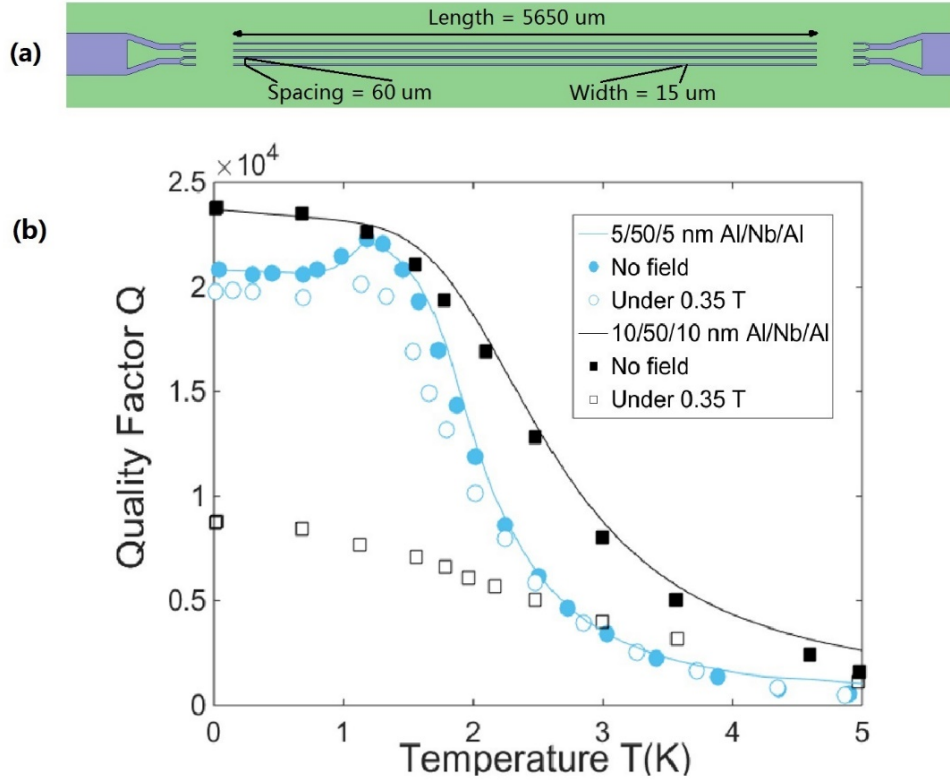 (a)
Length = 5650 um
Spacing = 60 um
Width = 15 um
(b)
×10⁴
2.5
2
1.5
1
0.5
0
Quality Factor Q
5/50/5 nm Al/Nb/Al
No field
Under 0.35 T
10/50/10 nm Al/Nb/Al
No field
Under 0.35 T
0 1 2 3 4 5
Temperature T(K)